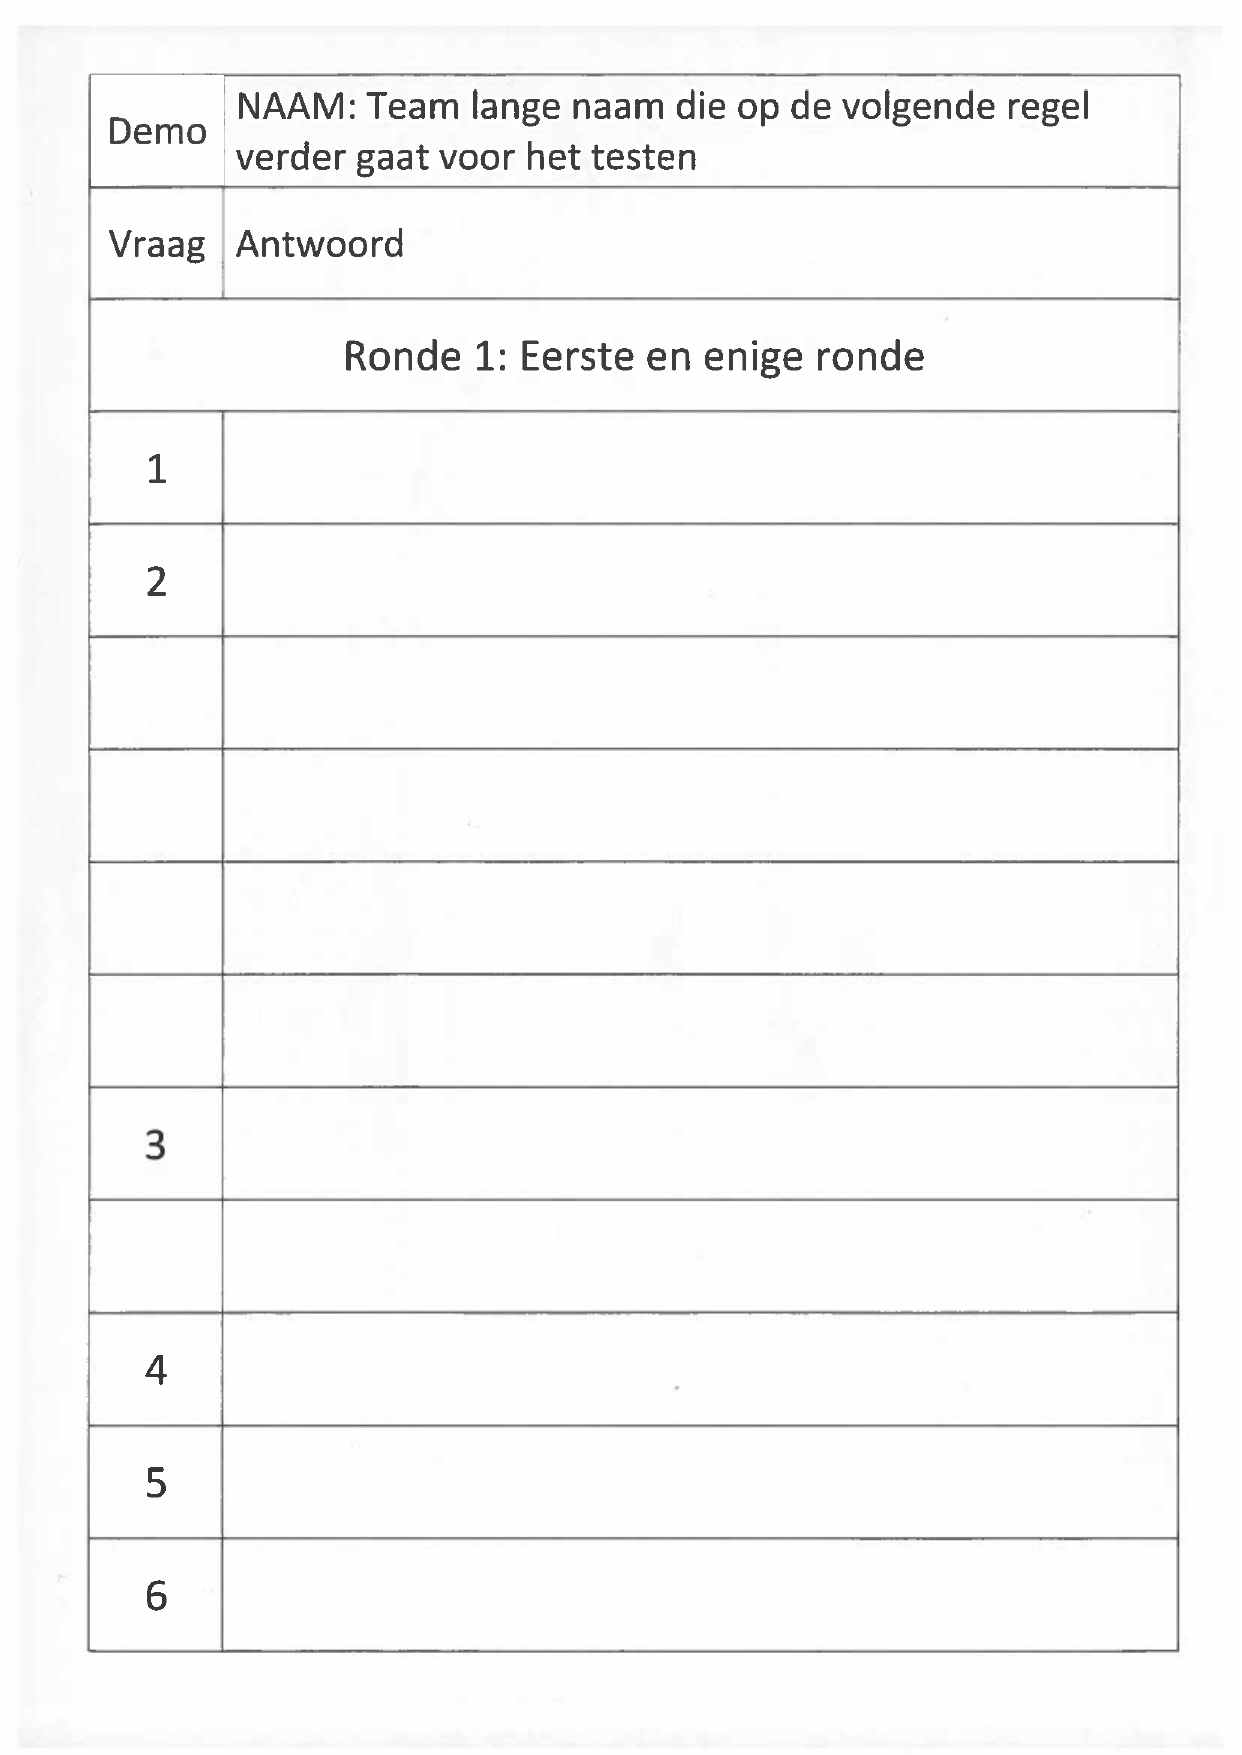 Demo
NAAM: Team lange naam die op de volgende regel
verder gaat voor het testen
Vraag
Antwoord
Ronde 1: Eerste en enige ronde
1
2
3
4
5
6